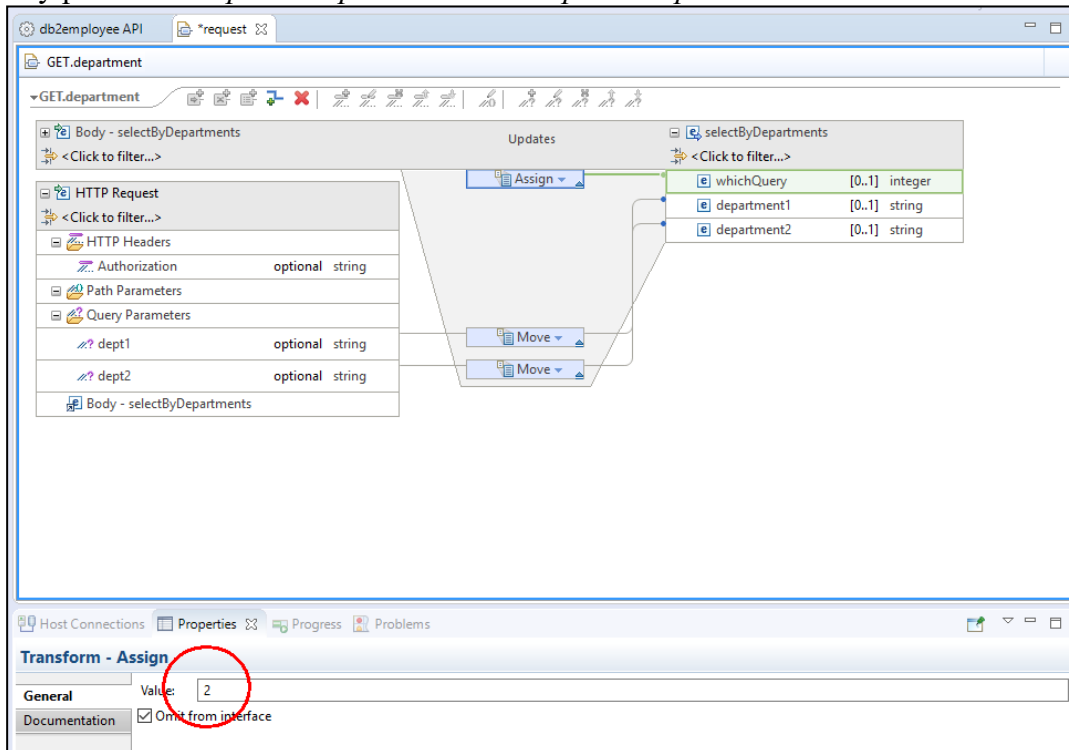 db2employee API *request
GET.department
GET.department
Body - selectByDepartments
<Click to filter...>
Updates
selectByDepartments
<Click to filter...>
Assign
whichQuery [0..1] integer
department1 [0..1] string
department2 [0..1] string
HTTP Request
<Click to filter...>
HTTP Headers
Authorization optional string
Path Parameters
Query Parameters
dept1 optional string
Move
dept2 optional string
Move
Body - selectByDepartments
Host Connections Properties Progress Problems
Transform - Assign
General
Value: 2
Documentation
Omit from interface